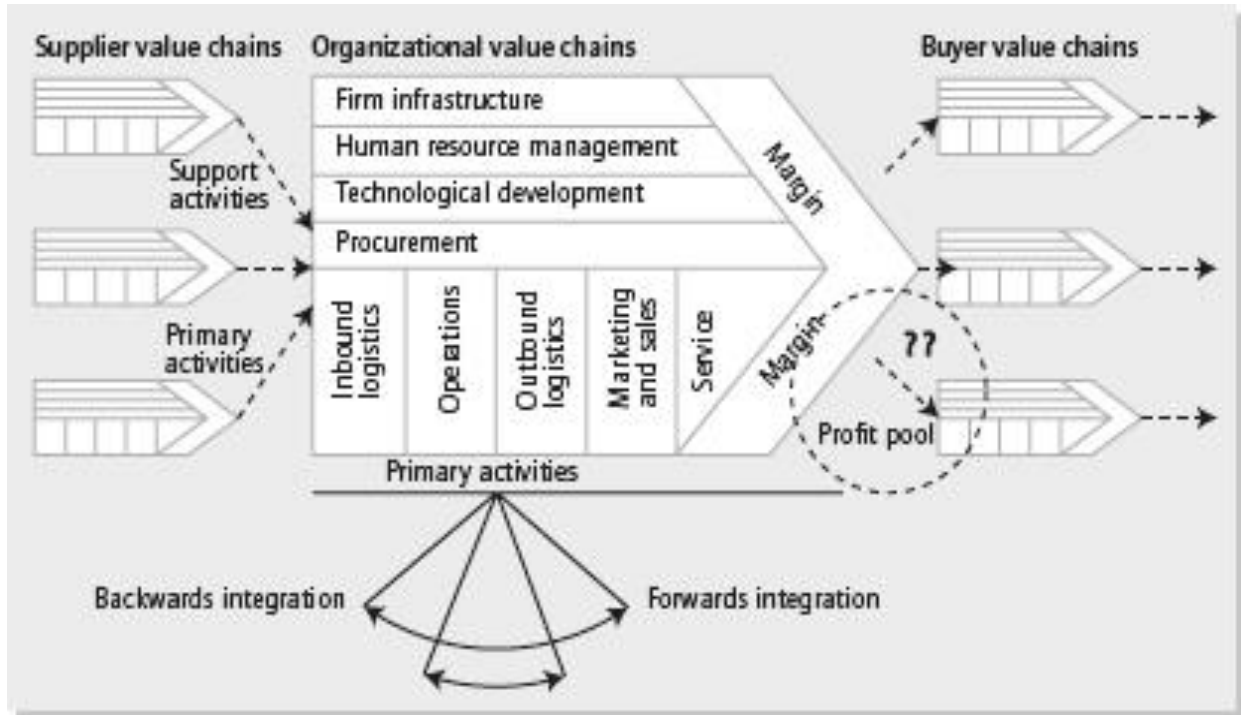 Supplier value chains
Organizational value chains
Buyer value chains
Firm infrastructure
Human resource management
Technological development
Procurement
Support
activities
Primary
activities
Inbound
logistics
Operations
Outbound
logistics
Marketing
and sales
Service
Margin
Margin-
??
Profit pool
Primary activities
Backwards integration
Forwards integration